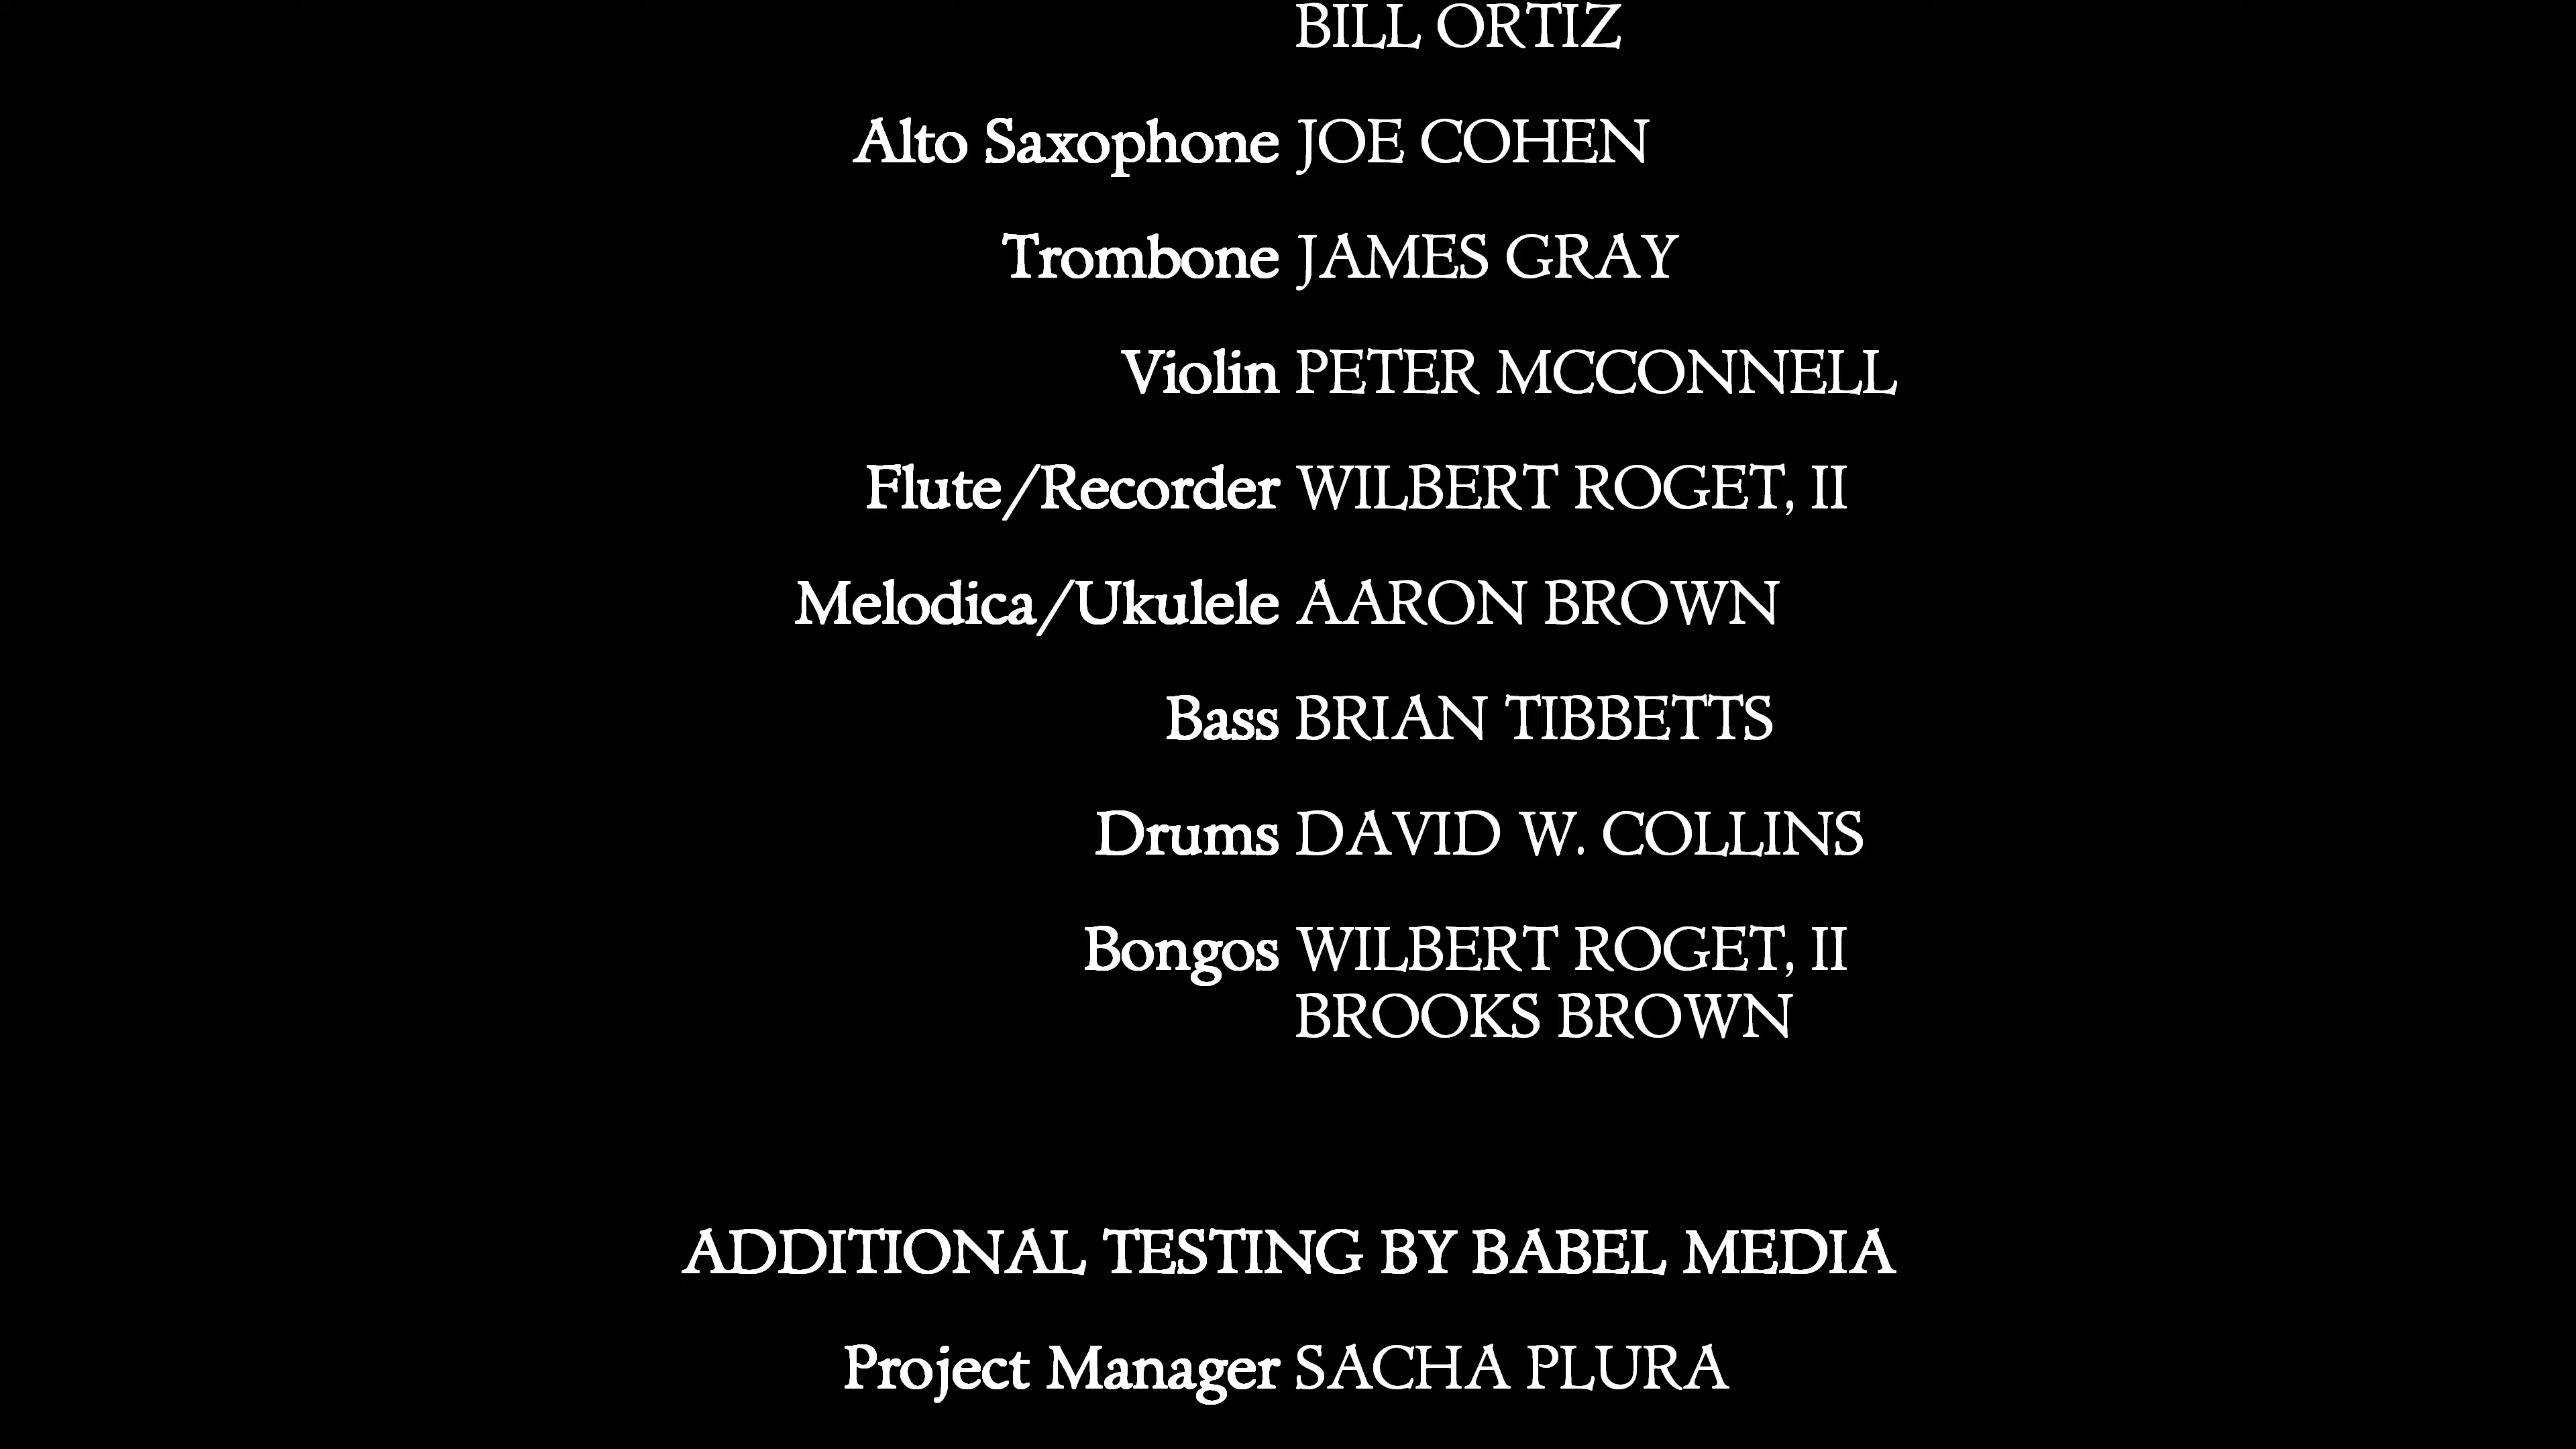 BILL ORTIZ
Alto Saxophone JOE COHEN
Trombone JAMES GRAY
Violin PETER MCCONNELL
Flute/Recorder WILBERT ROGET, II
Melodica/Ukulele AARON BROWN
Bass BRIAN TIBBETTS
Drums DAVID W. COLLINS
Bongos WILBERT ROGET, II
BROOKS BROWN
ADDITIONAL TESTING BY BABEL MEDIA
Project Manager SACHA PLURA